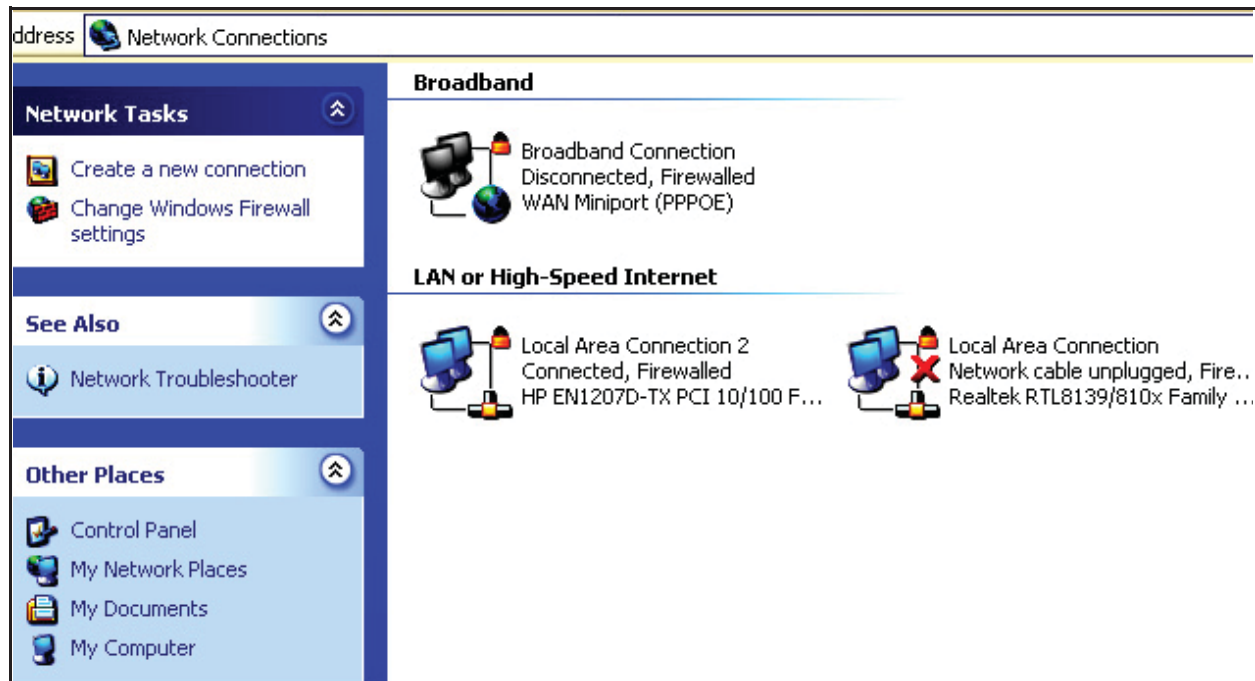 ddress Network Connections
Network Tasks
Create a new connection
Change Windows Firewall
settings
See Also
Network Troubleshooter
Other Places
Control Panel
My Network Places
My Documents
My Computer
Broadband
Broadband Connection
Disconnected, Firewalled
WAN Miniport (PPPOE)
LAN or High-Speed Internet
Local Area Connection 2
Connected, Firewalled
HP EN1207D-TX PCI 10/100 F...
Local Area Connection
Network cable unplugged, Fire...
Realtek RTL8139/810x Family ...